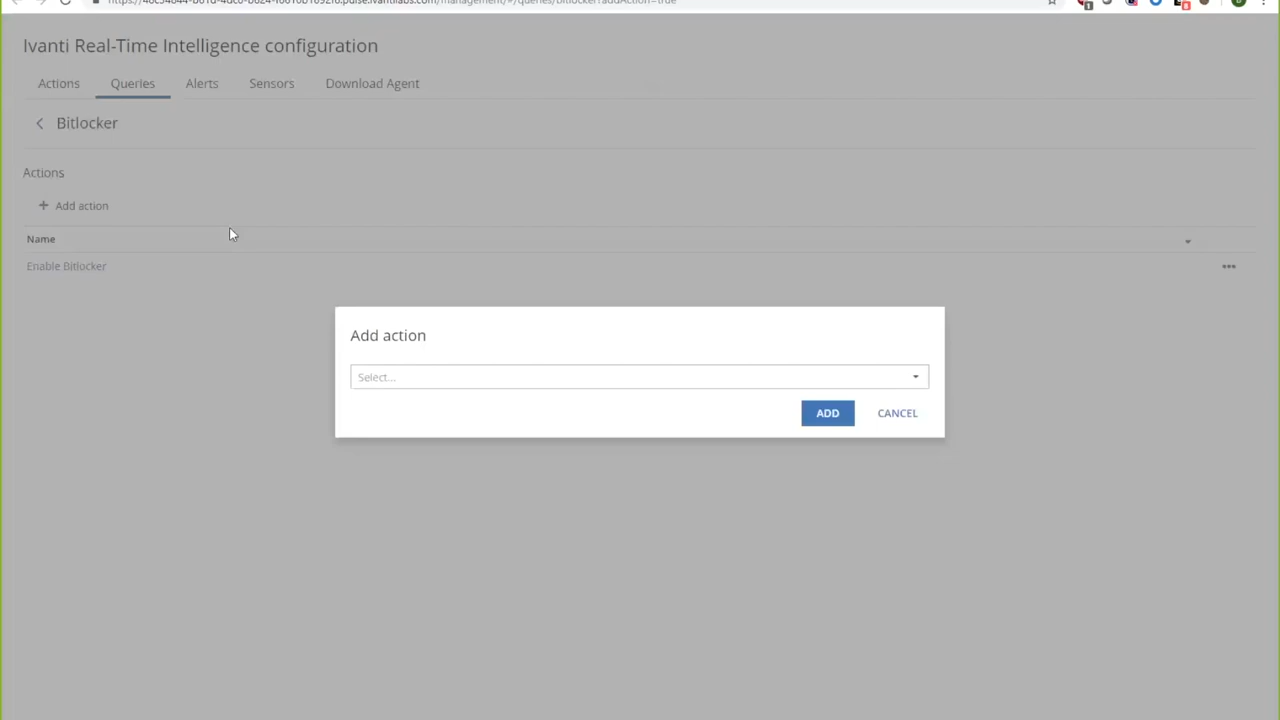 Ivanti Real-Time Intelligence configuration
Actions Queries Alerts Sensors Download Agent
Bitlocker
Actions
+ Add action
Name
Enable Bitlocker
Add action
Select...
ADD CANCEL